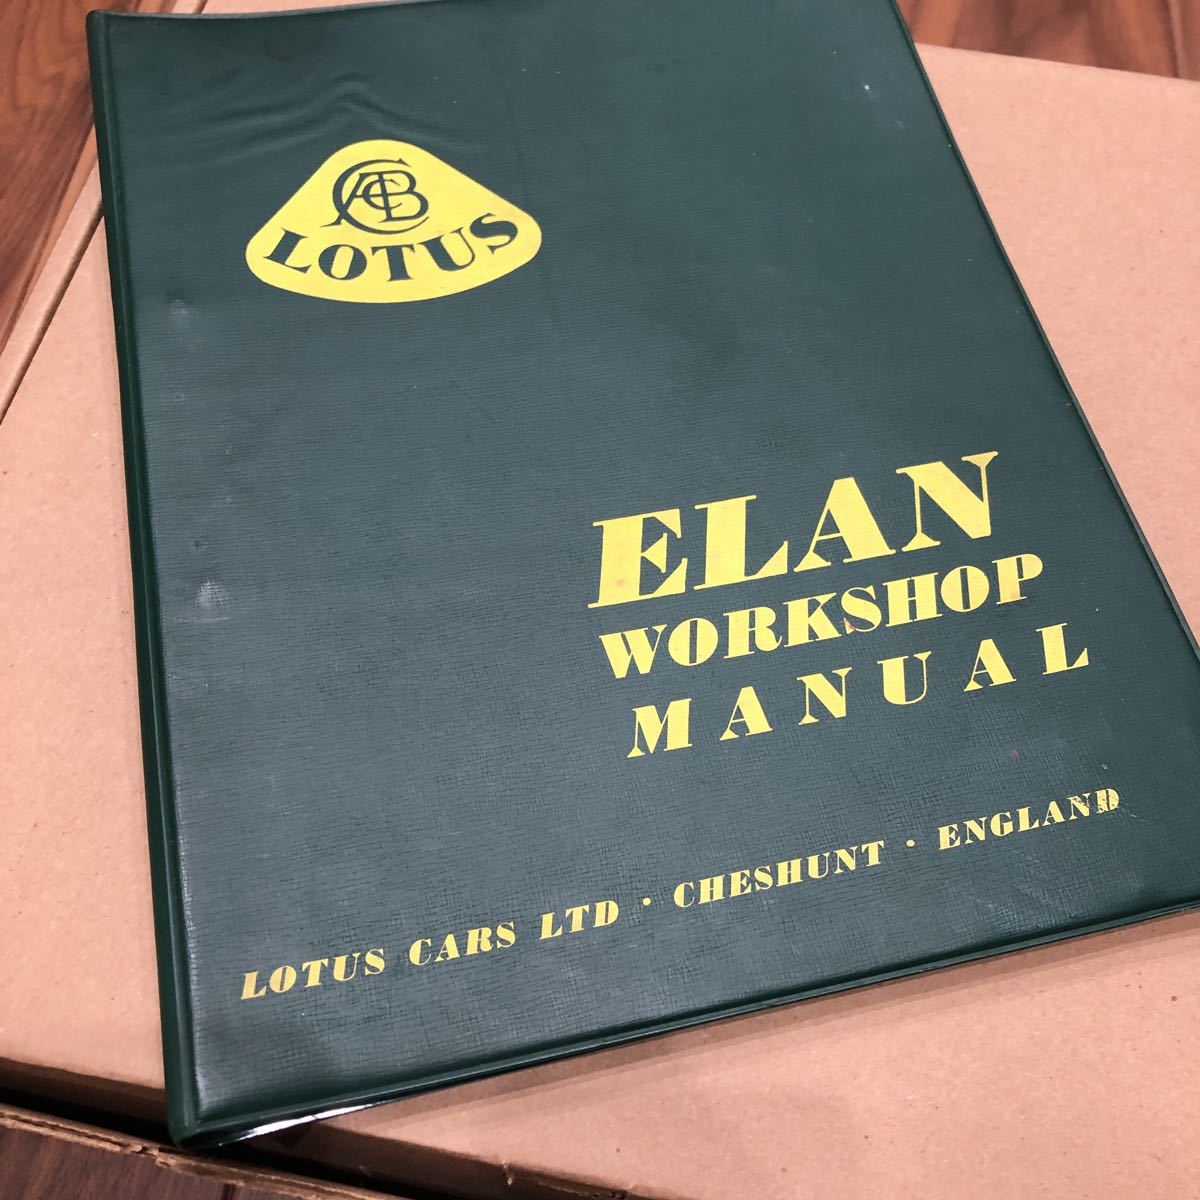 ACBC
LOTUS
ELAN
WORKSHOP
MANUAL
LOTUS CARS LTD · CHESHUNT · ENGLAND